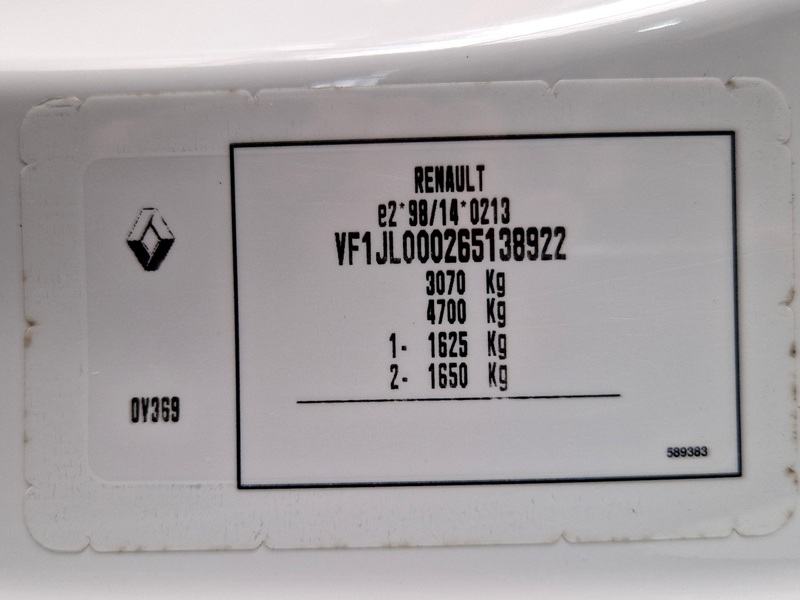 RENAULT
e2*98/14*0213
VF1JL000265138922
3070 Kg
4700 Kg
1- 1625 Kg
2- 1650 Kg
0V369
589383